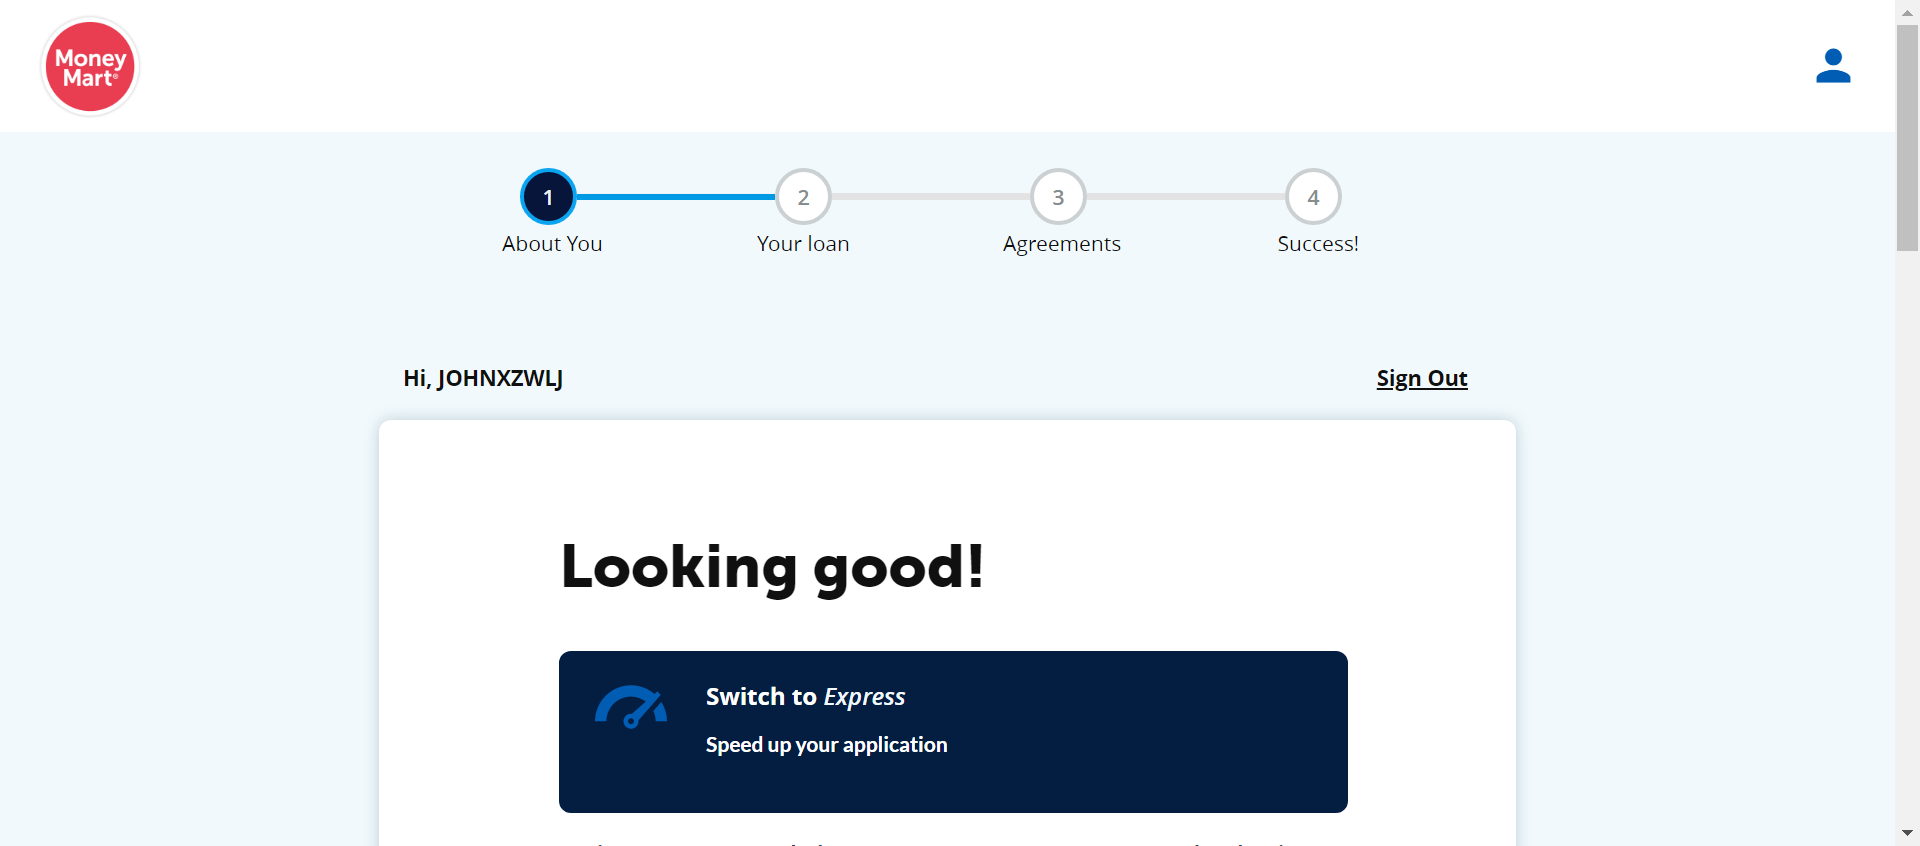 Money
Mart®
1
2
3
4
About You
Your loan
Agreements
Success!
Hi, JOHNXZWLJ
Sign Out
Looking good!
Switch to Express
Speed up your application